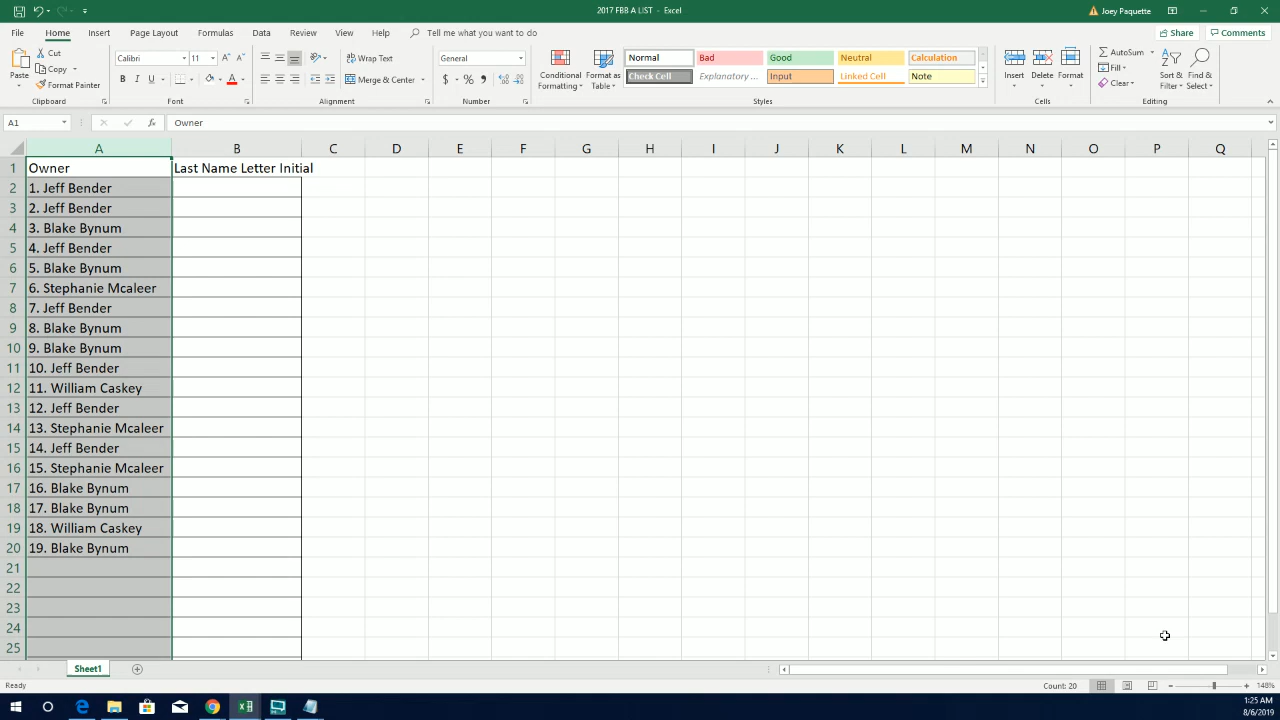 2017 FBB A LIST - Excel
Joey Paquette
File Home Insert Page Layout Formulas Data Review View Help Tell me what you want to do
Share Comments
Paste
Cut
Copy
Format Painter
Clipboard
Calibri 11
B I U
Font
Wrap Text
Merge & Center
Alignment
General
$ % ,
Number
Conditional Formatting
Format as Table
Normal Bad Good Neutral Calculation
Check Cell Explanatory ... Input Linked Cell Note
Styles
Insert Delete Format
Cells
AutoSum
Fill
Clear
Sort & Filter
Find & Select
Editing
A1 fx Owner
A B C D E F G H I J K L M N O P Q
1 Owner Last Name Letter Initial
2 1. Jeff Bender
3 2. Jeff Bender
4 3. Blake Bynum
5 4. Jeff Bender
6 5. Blake Bynum
7 6. Stephanie Mcaleer
8 7. Jeff Bender
9 8. Blake Bynum
10 9. Blake Bynum
11 10. Jeff Bender
12 11. William Caskey
13 12. Jeff Bender
14 13. Stephanie Mcaleer
15 14. Jeff Bender
16 15. Stephanie Mcaleer
17 16. Blake Bynum
18 17. Blake Bynum
19 18. William Caskey
20 19. Blake Bynum
21
22
23
24
25
Sheet1
Ready
Count: 20
148%
1:25 AM
8/6/2019